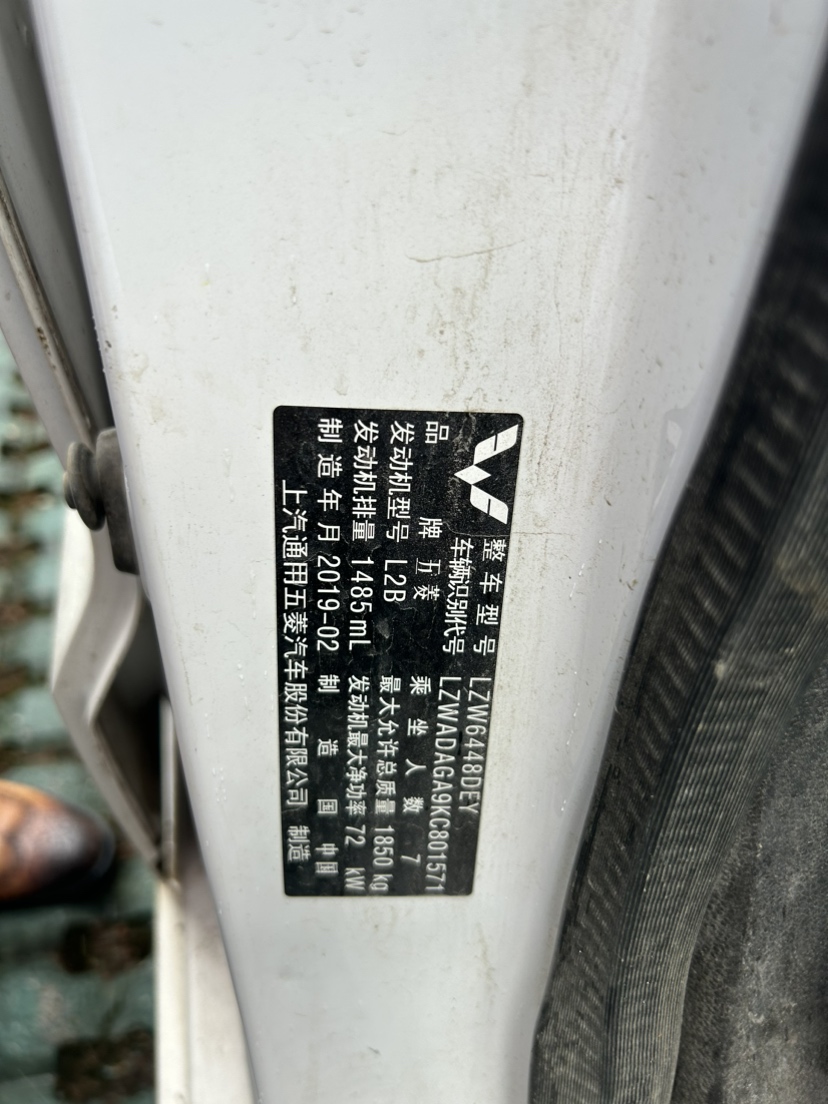 整车型号 LZW6448DEY
车辆识别代号 LZWADAGA9KC801571
品牌 五菱 乘坐人数 7
发动机型号 L2B 最大允许总质量 1850 kg
发动机排量 1485 mL 发动机最大净功率 72 kW
制造年月 2019-02 制造国 中国
上汽通用五菱汽车股份有限公司 制造